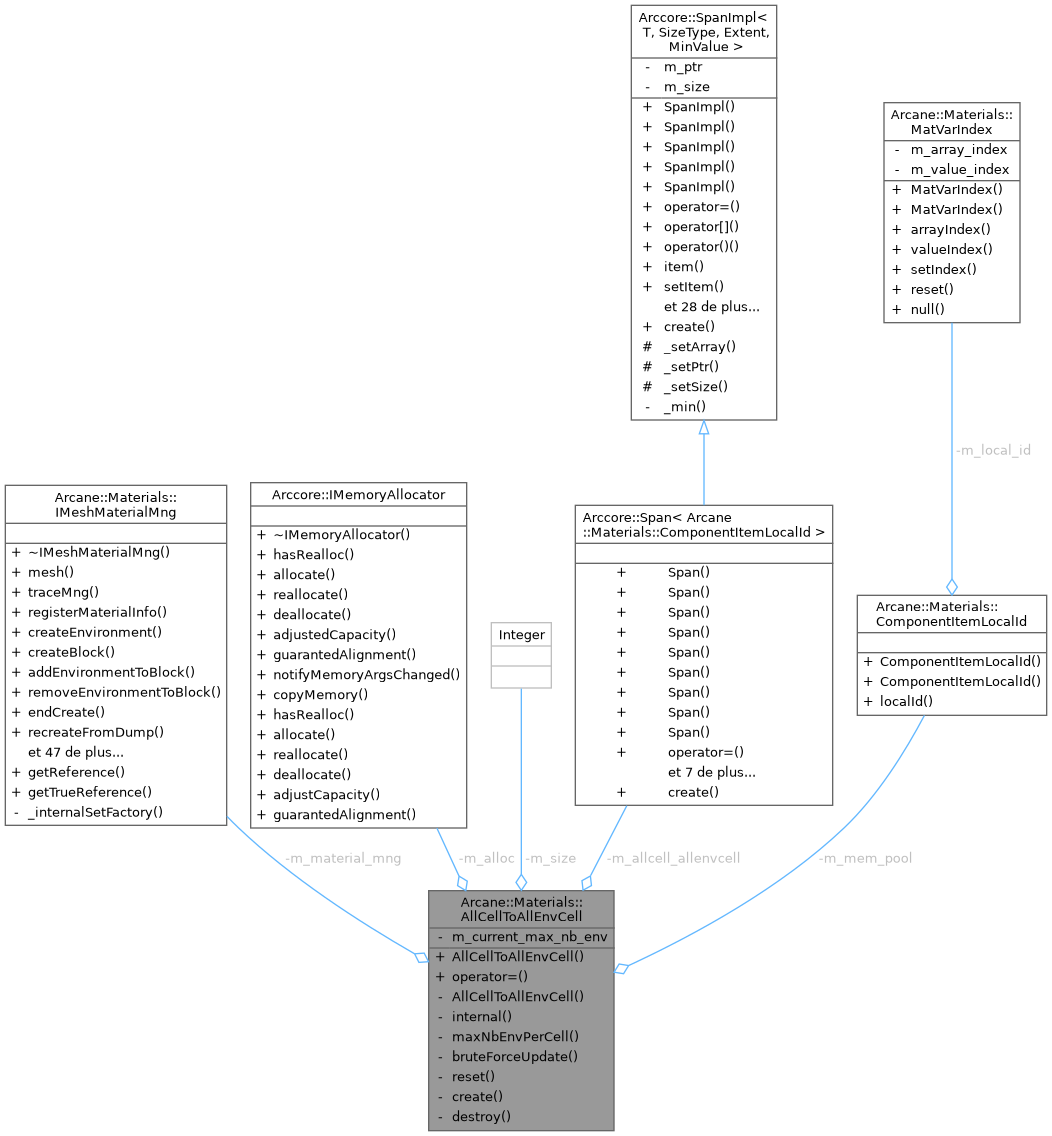 Arccore::SpanImpl<
T, SizeType, Extent,
MinValue >
- m_ptr
- m_size
+ SpanImpl()
+ SpanImpl()
+ SpanImpl()
+ SpanImpl()
+ SpanImpl()
+ operator=()
+ operator[]()
+ operator()()
+ item()
+ setItem()
et 28 de plus...
+ create()
# _setArray()
# _setPtr()
# _setSize()
- _min()
Arcane::Materials::
MatVarIndex
- m_array_index
- m_value_index
+ MatVarIndex()
+ MatVarIndex()
+ arrayIndex()
+ valueIndex()
+ setIndex()
+ reset()
+ null()
-m_local_id
Arcane::Materials::
IMeshMaterialMng
+ ~IMeshMaterialMng()
+ mesh()
+ traceMng()
+ registerMaterialInfo()
+ createEnvironment()
+ createBlock()
+ addEnvironmentToBlock()
+ removeEnvironmentToBlock()
+ endCreate()
+ recreateFromDump()
et 47 de plus...
+ getReference()
+ getTrueReference()
- _internalSetFactory()
Arccore::IMemoryAllocator
+ ~IMemoryAllocator()
+ hasRealloc()
+ allocate()
+ reallocate()
+ deallocate()
+ adjustedCapacity()
+ guarantedAlignment()
+ notifyMemoryArgsChanged()
+ copyMemory()
+ hasRealloc()
+ allocate()
+ reallocate()
+ deallocate()
+ adjustCapacity()
+ guarantedAlignment()
Integer
Arccore::Span< Arcane
::Materials::ComponentItemLocalId >
+ Span()
+ Span()
+ Span()
+ Span()
+ Span()
+ Span()
+ Span()
+ Span()
+ Span()
+ operator=()
et 7 de plus...
+ create()
Arcane::Materials::
ComponentItemLocalId
+ ComponentItemLocalId()
+ ComponentItemLocalId()
+ localId()
-m_material_mng
-m_alloc
-m_size
-m_allcell_allenvcell
-m_mem_pool
Arcane::Materials::
AllCellToAllEnvCell
- m_current_max_nb_env
+ AllCellToAllEnvCell()
+ operator=()
- AllCellToAllEnvCell()
- internal()
- maxNbEnvPerCell()
- bruteForceUpdate()
- reset()
- create()
- destroy()